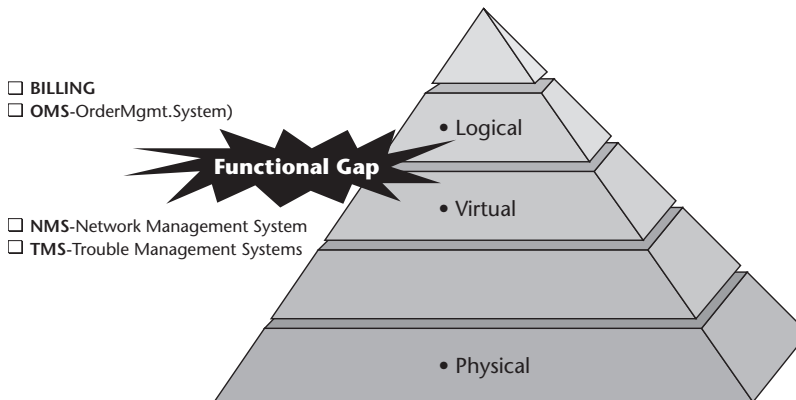 ❑ BILLING
❑ OMS-OrderMgmt.System)
• Logical
Functional Gap
• Virtual
❑ NMS-Network Management System
❑ TMS-Trouble Management Systems
• Physical